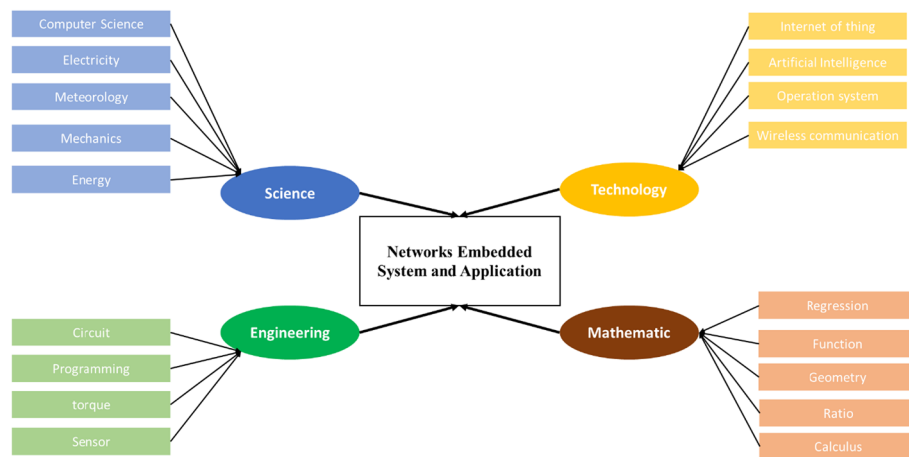 Computer Science
Electricity
Meteorology
Mechanics
Energy
Science
Internet of thing
Artificial Intelligence
Operation system
Wireless communication
Technology
Networks Embedded
System and Application
Circuit
Programming
torque
Sensor
Engineering
Regression
Function
Geometry
Ratio
Calculus
Mathematic